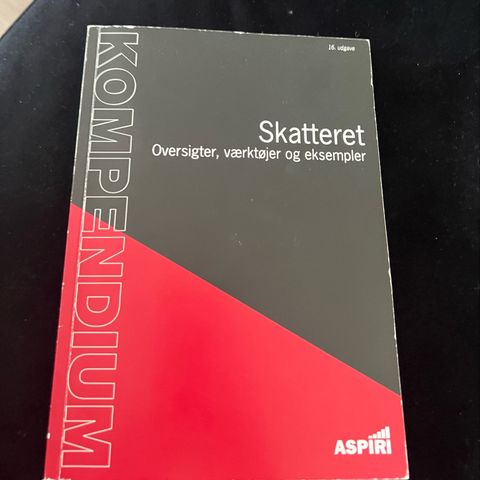 16. udgave
KOMPENDIUM
Skatteret
Oversigter, værktøjer og eksempler
ASPIRI